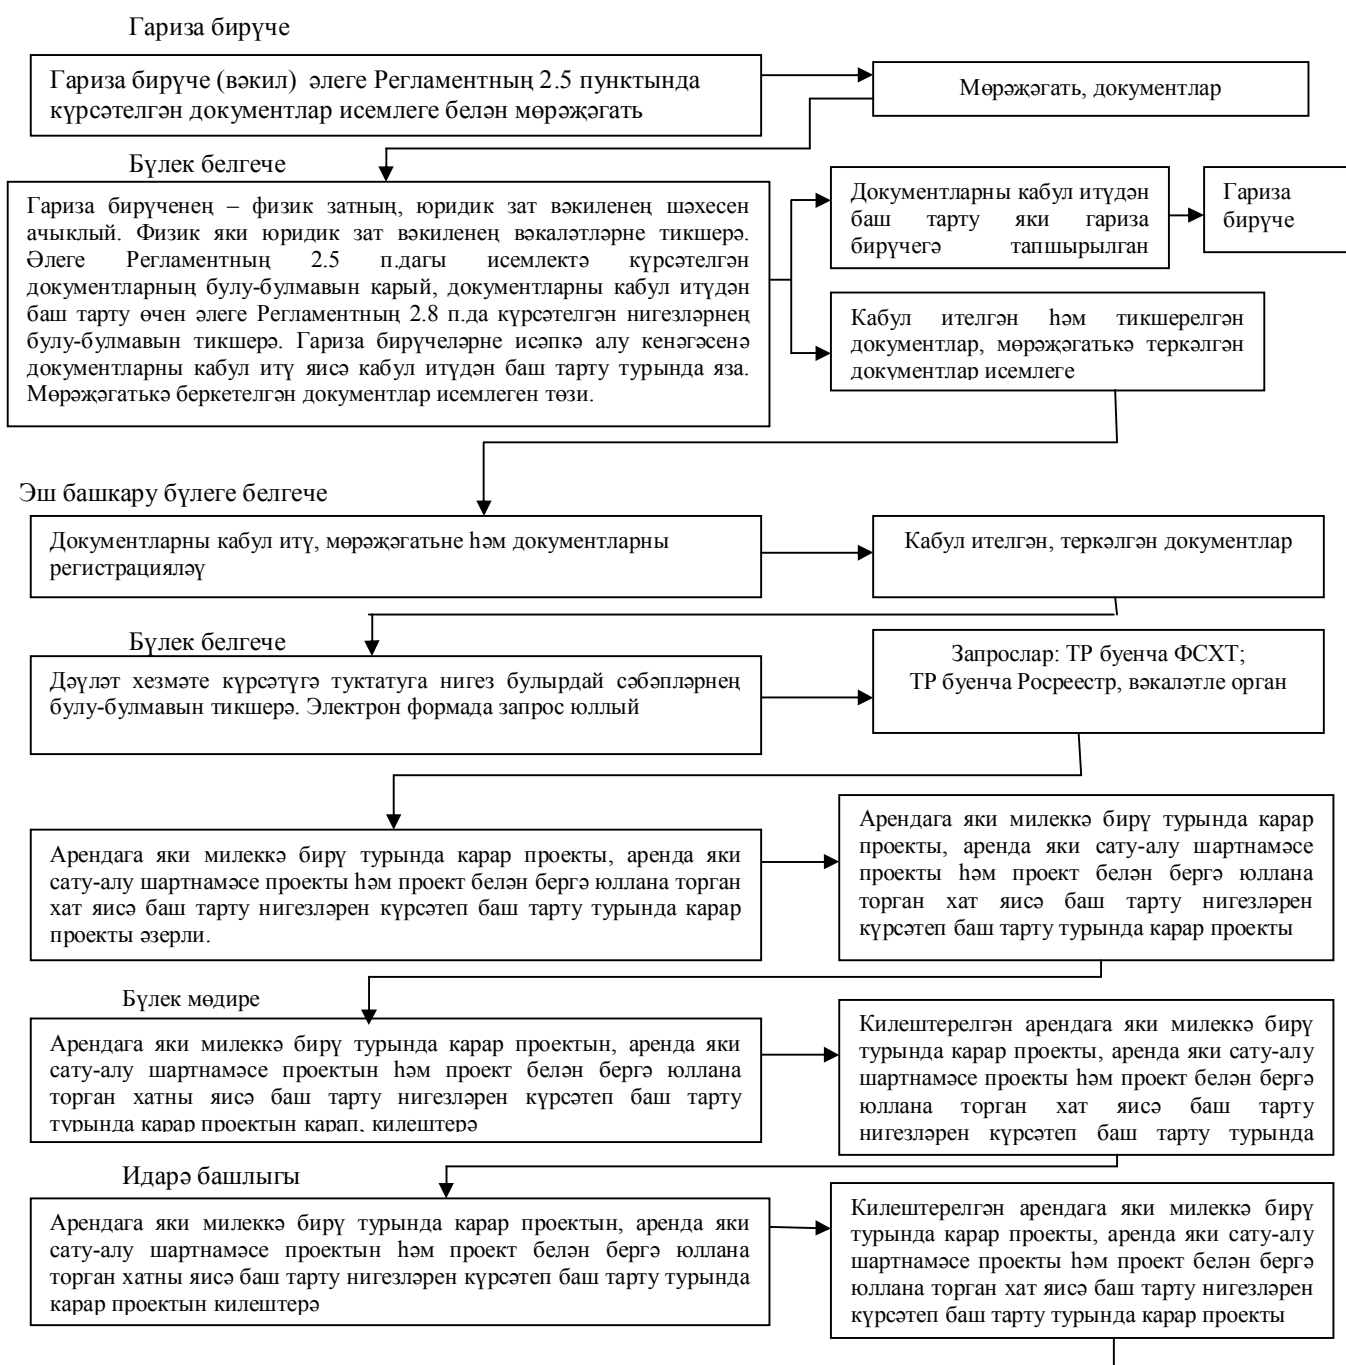 Гариза бирүче
Гариза бирүче (вәкил) әлеге Регламентның 2.5 пунктында
күрсәтелгән документлар исемлеге белән мөрәҗәгать
Мөрәҗәгать, документлар
Бүлек белгече
Гариза бирүченең – физик затның, юридик зат вәкиленең шәхесен
ачыклый. Физик яки юридик зат вәкиленең вәкаләтләрне тикшерә.
Әлеге Регламентның 2.5 п.дагы исемлектә күрсәтелгән
документларның булу-булмавын карый, документларны кабул итүдән
баш тарту өчен әлеге Регламентның 2.8 п.да күрсәтелгән нигезләрнең
булу-булмавын тикшерә. Гариза бирүчеләрне исәпкә алу кенәгәсенә
документларны кабул итү яисә кабул итүдән баш тарту турында яза.
Мөрәҗәгатькә беркетелгән документлар исемлеген төзи.
Документларны кабул итүдән
баш тарту яки гариза
бирүчегә тапшырылган
Гариза
бирүче
Кабул ителгән һәм тикшерелгән
документлар, мөрәҗәгатькә теркәлгән
документлар исемлеге
Эш башкару бүлеге белгече
Документларны кабул итү, мөрәҗәгатьне һәм документларны
регистрацияләү
Кабул ителгән, теркәлгән документлар
Бүлек белгече
Дәүләт хезмәте күрсәтүгә туктатуга нигез булырдай сәбәпләрнең
булу-булмавын тикшерә. Электрон формада запрос юллый
Запрослар: ТР буенча ФСХТ;
ТР буенча Росреестр, вәкаләтле орган
Арендага яки милеккә бирү турында карар проекты, аренда яки
сату-алу шартнамәсе проекты һәм проект белән бергә юллана торган
хат яисә баш тарту нигезләрен күрсәтеп баш тарту турында карар
проекты әзерли.
Арендага яки милеккә бирү турында карар
проекты, аренда яки сату-алу шартнамәсе
проекты һәм проект белән бергә юллана
торган хат яисә баш тарту нигезләрен
күрсәтеп баш тарту турында карар проекты
Бүлек мөдире
Арендага яки милеккә бирү турында карар проектын, аренда яки
сату-алу шартнамәсе проектын һәм проект белән бергә юллана
торган хатны яисә баш тарту нигезләрен күрсәтеп баш тарту
турында карар проектын карап, килештерә
Килештерелгән арендага яки милеккә бирү
турында карар проекты, аренда яки сату-алу
шартнамәсе проекты һәм проект белән бергә
юллана торган хат яисә баш тарту
нигезләрен күрсәтеп баш тарту турында
Идарә башлыгы
Арендага яки милеккә бирү турында карар проектын, аренда яки
сату-алу шартнамәсе проектын һәм проект белән бергә юллана
торган хатны яисә баш тарту нигезләрен күрсәтеп баш тарту турында
карар проектын килештерә
Килештерелгән арендага яки милеккә бирү
турында карар проекты, аренда яки сату-алу
шартнамәсе проекты һәм проект белән бергә
юллана торган хат яисә баш тарту нигезләрен
күрсәтеп баш тарту турында карар проекты